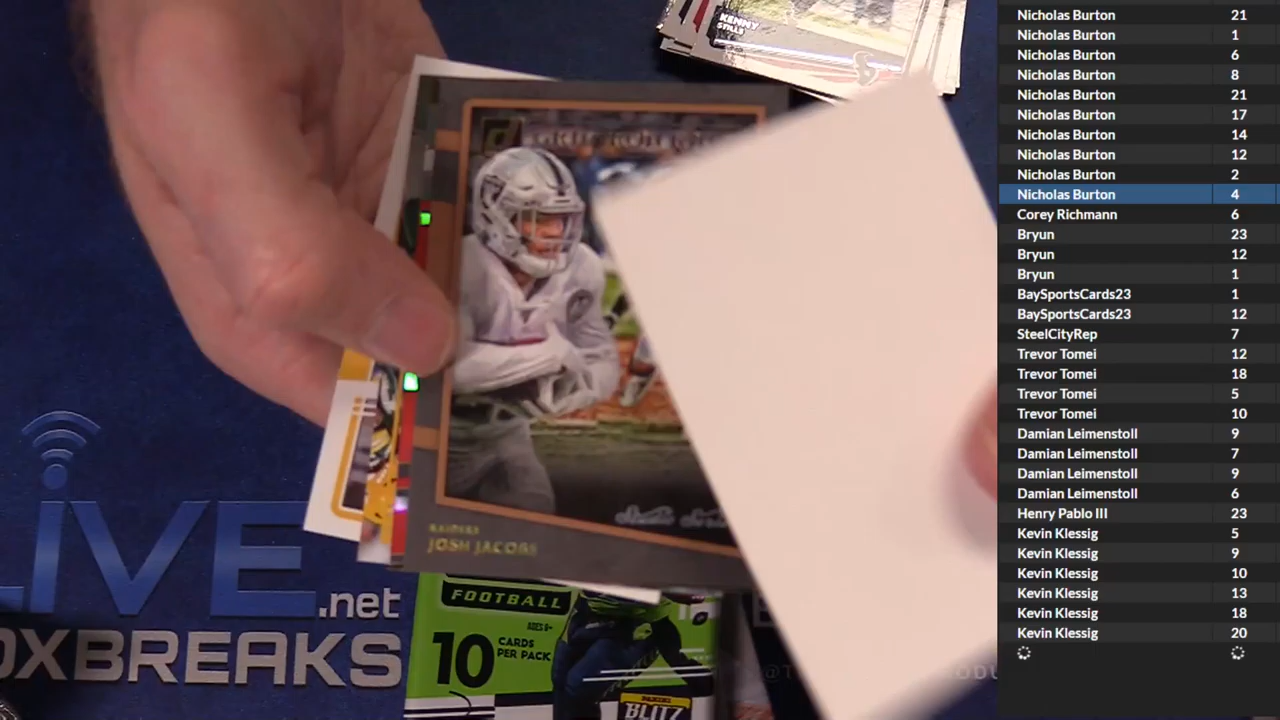 KENNY
STILLS
RAIDERS
JOSH JACOBS
FOOTBALL
AGES 6+
10 CARDS
PER PACK
PANINI
BLITZ
LiVE
.net
OXBREAKS
Nicholas Burton 21
Nicholas Burton 1
Nicholas Burton 6
Nicholas Burton 8
Nicholas Burton 21
Nicholas Burton 17
Nicholas Burton 14
Nicholas Burton 12
Nicholas Burton 2
Nicholas Burton 4
Corey Richmann 6
Bryun 23
Bryun 12
Bryun 1
BaySportsCards23 1
BaySportsCards23 12
SteelCityRep 7
Trevor Tomei 12
Trevor Tomei 18
Trevor Tomei 5
Trevor Tomei 10
Damian Leimenstoll 9
Damian Leimenstoll 7
Damian Leimenstoll 9
Damian Leimenstoll 6
Henry Pablo III 23
Kevin Klessig 5
Kevin Klessig 9
Kevin Klessig 10
Kevin Klessig 13
Kevin Klessig 18
Kevin Klessig 20